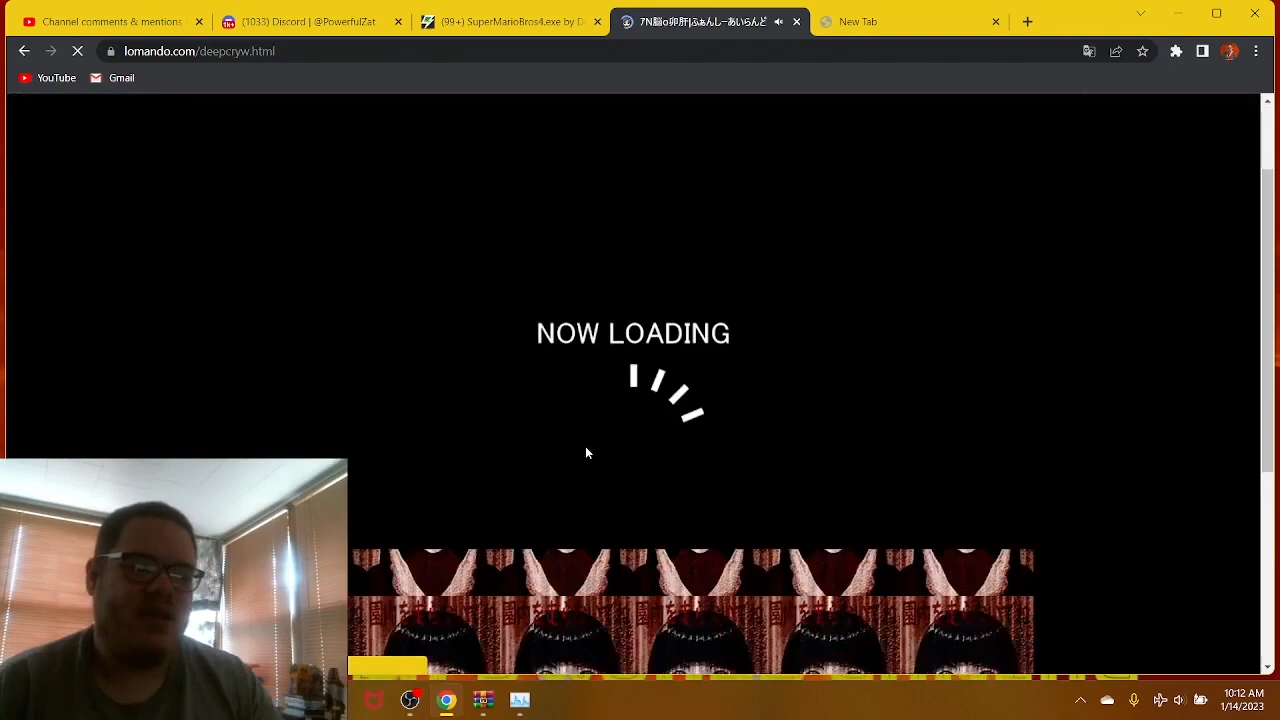 Channel comments & mentions
(1033) Discord | @PowerfulZat
(99+) SuperMarioBros4.exe by D
New Tab
lomando.com/deepcryw.html
YouTube
Gmail
NOW LOADING
10:12 AM
1/14/2023